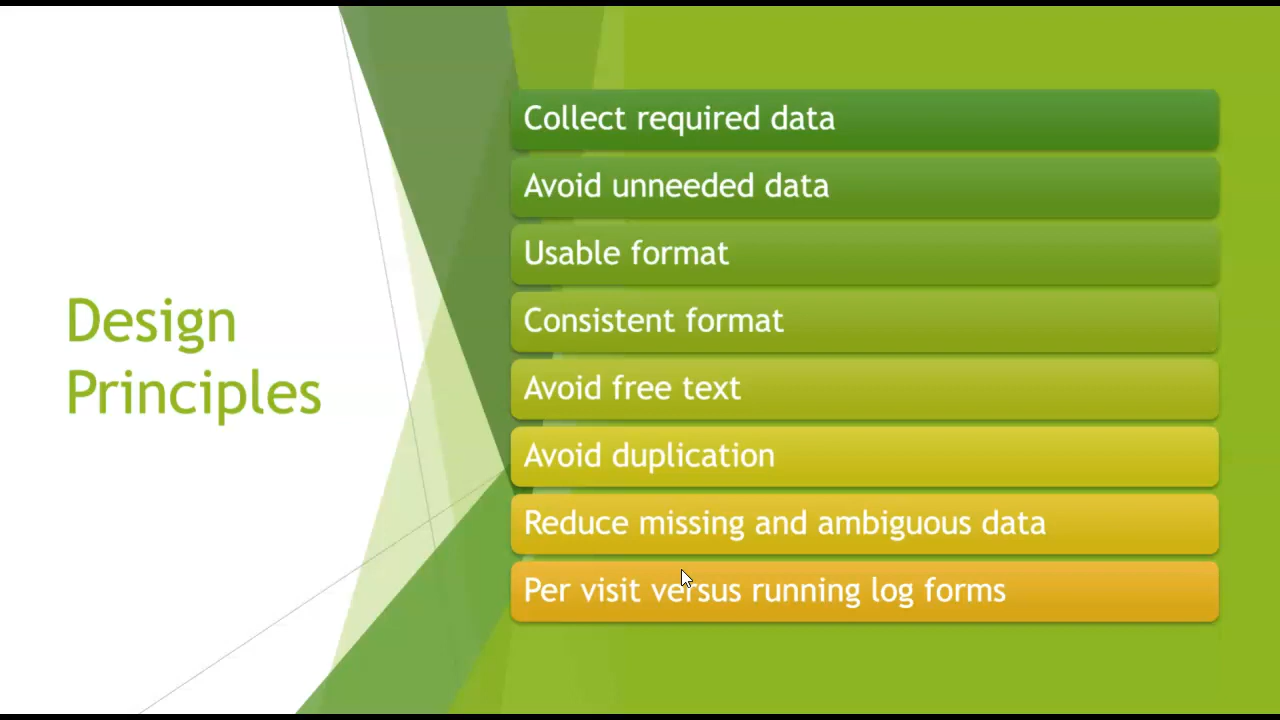 Design
Principles
Collect required data
Avoid unneeded data
Usable format
Consistent format
Avoid free text
Avoid duplication
Reduce missing and ambiguous data
Per visit versus running log forms